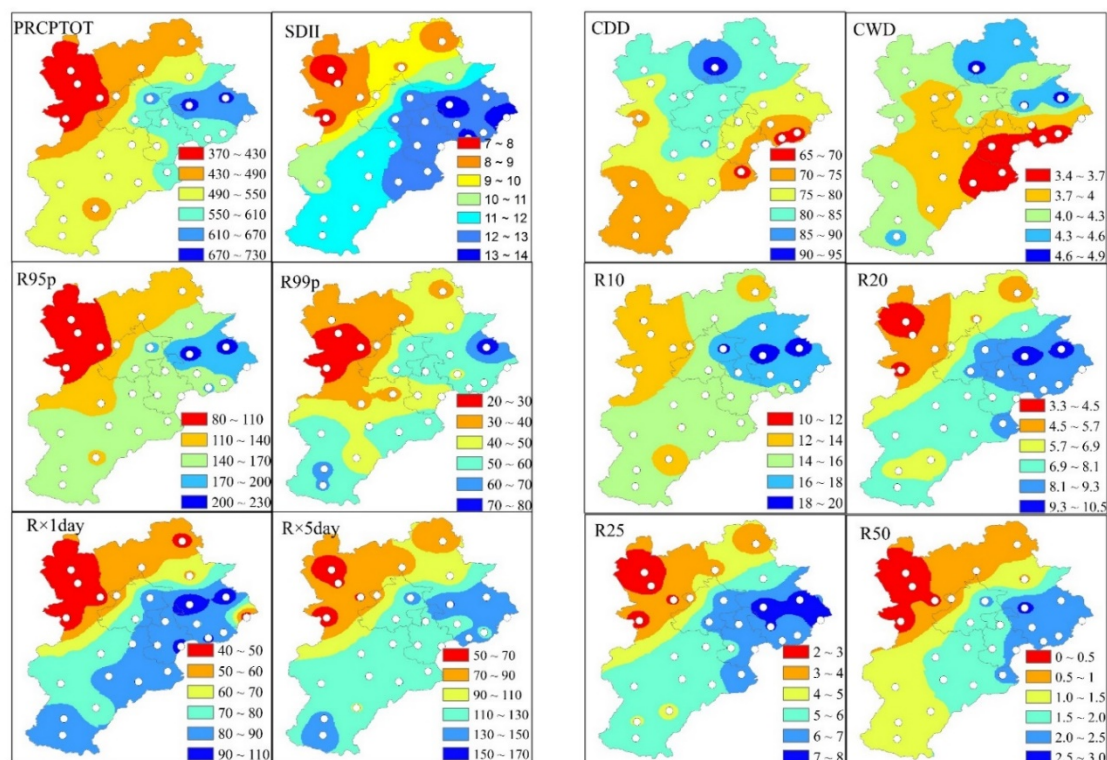 PRCPTOT
370 ~ 430
430 ~ 490
490 ~ 550
550 ~ 610
610 ~ 670
670 ~ 730
SDII
7 ~ 8
8 ~ 9
9 ~ 10
10 ~ 11
11 ~ 12
12 ~ 13
13 ~ 14
CDD
65 ~ 70
70 ~ 75
75 ~ 80
80 ~ 85
85 ~ 90
90 ~ 95
CWD
3.4 ~ 3.7
3.7 ~ 4
4.0 ~ 4.3
4.3 ~ 4.6
4.6 ~ 4.9
R95p
80 ~ 110
110 ~ 140
140 ~ 170
170 ~ 200
200 ~ 230
R99p
20 ~ 30
30 ~ 40
40 ~ 50
50 ~ 60
60 ~ 70
70 ~ 80
R10
10 ~ 12
12 ~ 14
14 ~ 16
16 ~ 18
18 ~ 20
R20
3.3 ~ 4.5
4.5 ~ 5.7
5.7 ~ 6.9
6.9 ~ 8.1
8.1 ~ 9.3
9.3 ~ 10.5
R×1day
40 ~ 50
50 ~ 60
60 ~ 70
70 ~ 80
80 ~ 90
90 ~ 110
R×5day
50 ~ 70
70 ~ 90
90 ~ 110
110 ~ 130
130 ~ 150
150 ~ 170
R25
2 ~ 3
3 ~ 4
4 ~ 5
5 ~ 6
6 ~ 7
7 ~ 8
R50
0 ~ 0.5
0.5 ~ 1
1.0 ~ 1.5
1.5 ~ 2.0
2.0 ~ 2.5
2.5 ~ 3.0